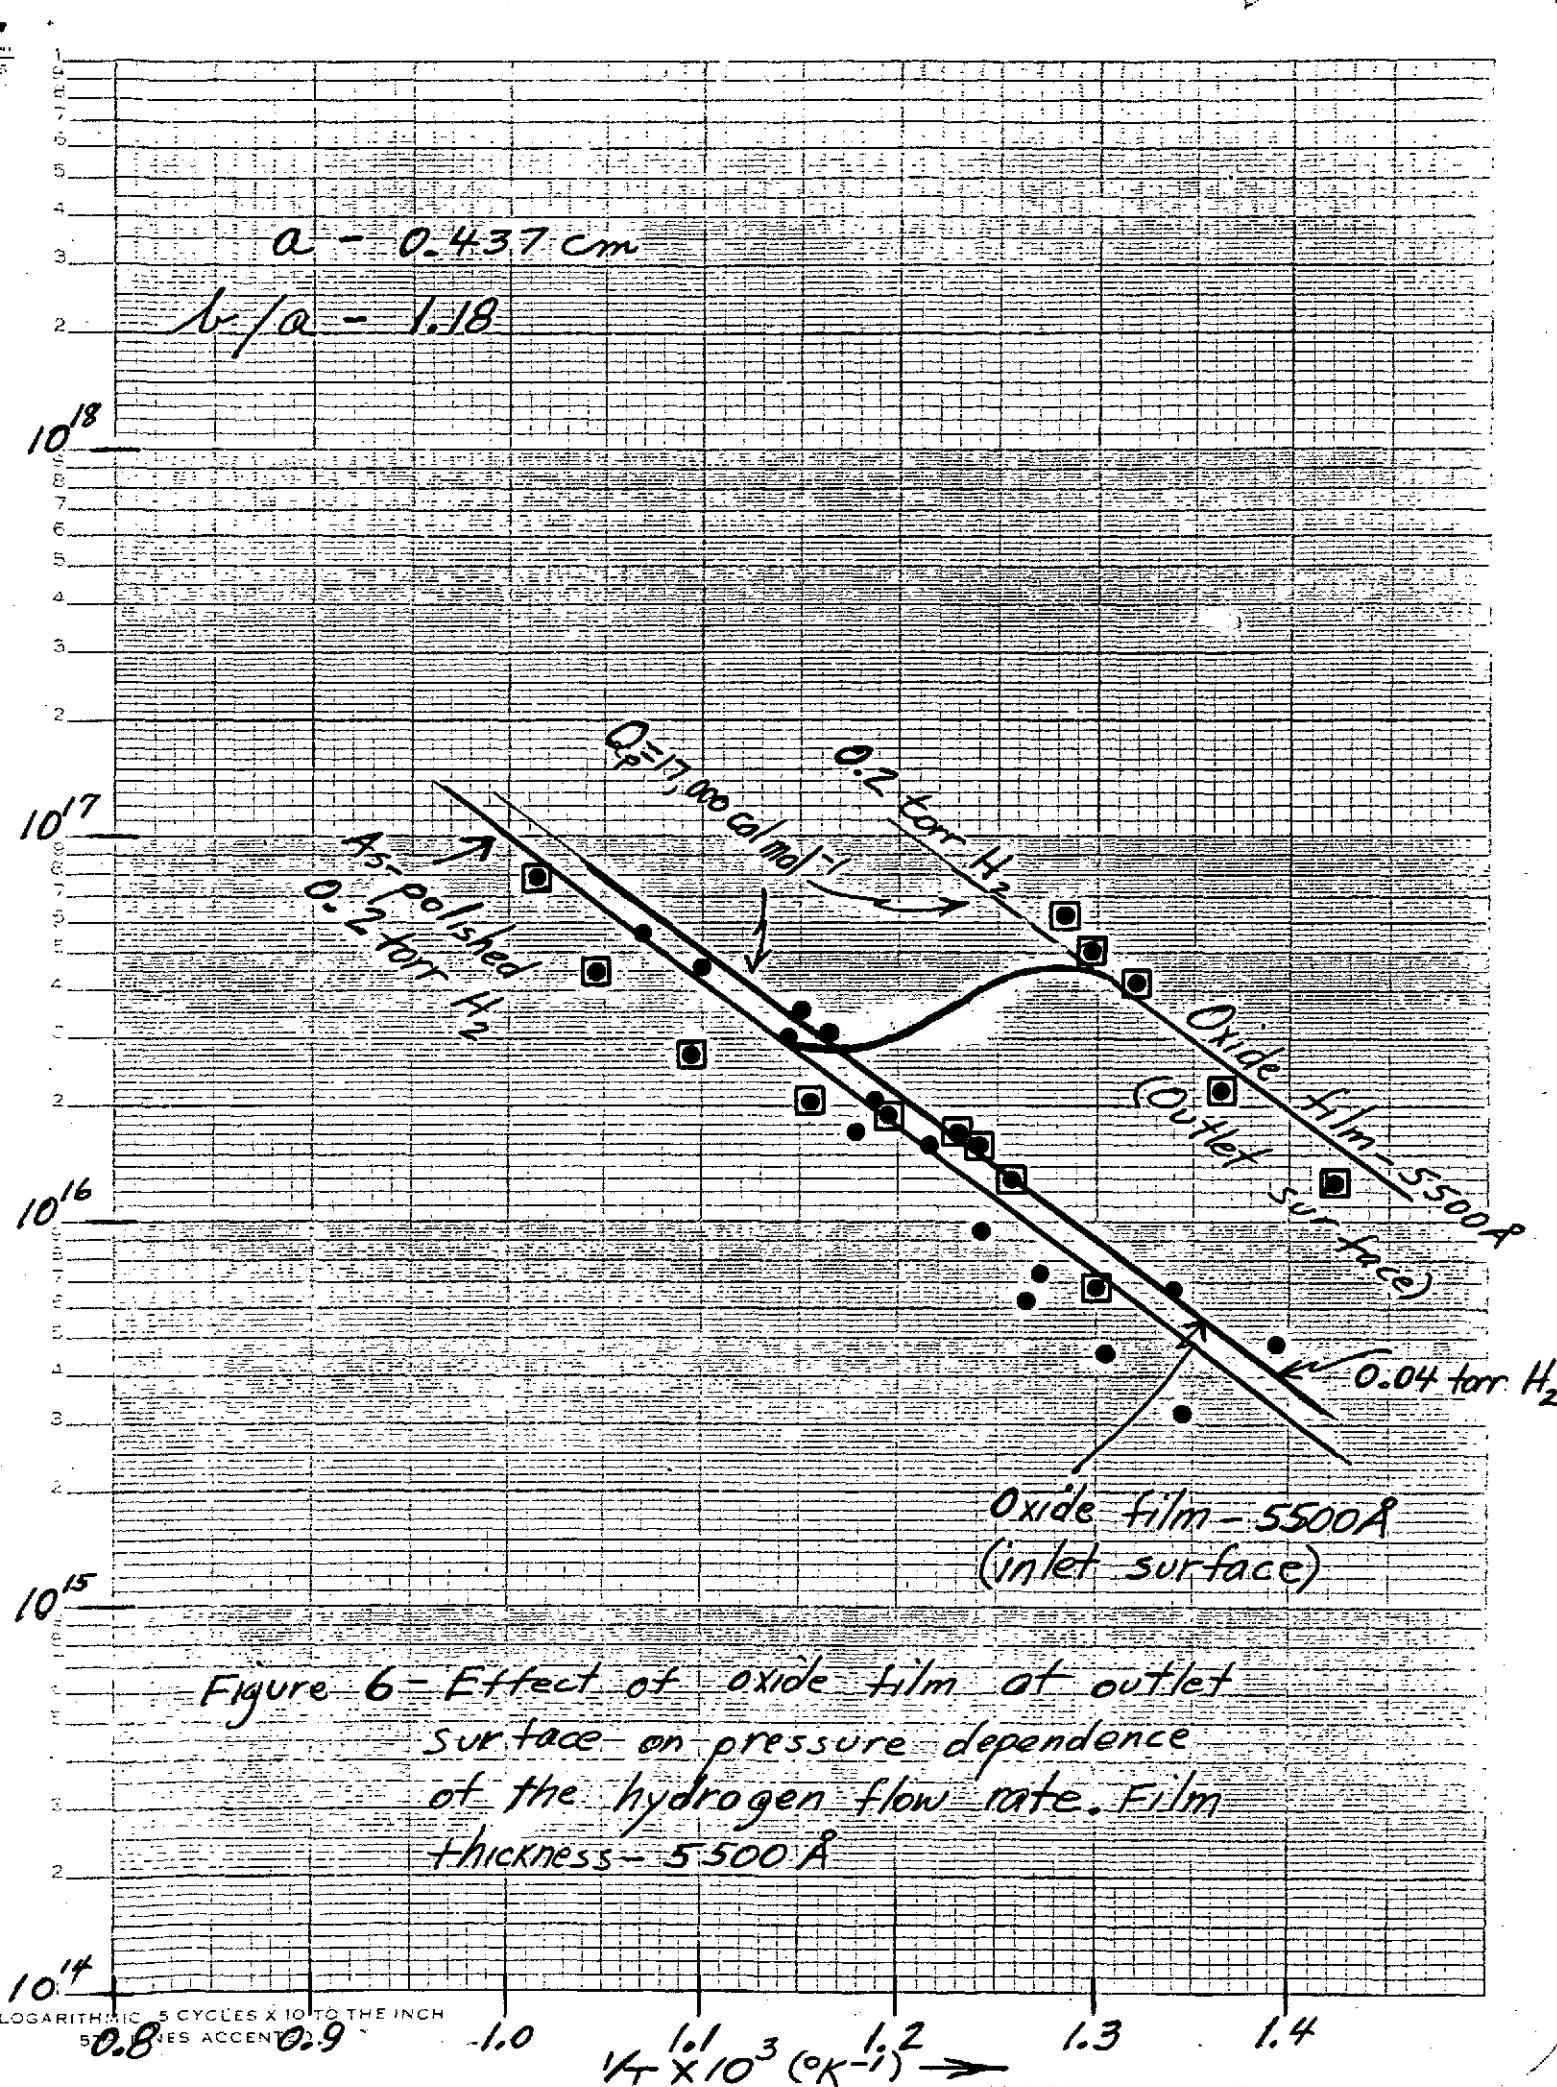 a - 0.437 cm
b/a - 1.18
10^18
10^17
10^16
10^15
10^14
Qp=17,000 cal mol^-1
0.2 torr H2
As-polished
0.2 torr H2
Oxide film - 5500 Å
(Outlet surface)
0.04 torr H2
Oxide film - 5500 Å
(inlet surface)
Figure 6 - Effect of oxide film at outlet
surface on pressure dependence
of the hydrogen flow rate. Film
thickness - 5500 Å
LOGARITHMIC 5 CYCLES X 10 TO THE INCH
LINES ACCENTED
0.8 0.9 1.0 1.1 1.2 1.3 1.4
1/T X 10^3 (°K^-1) →